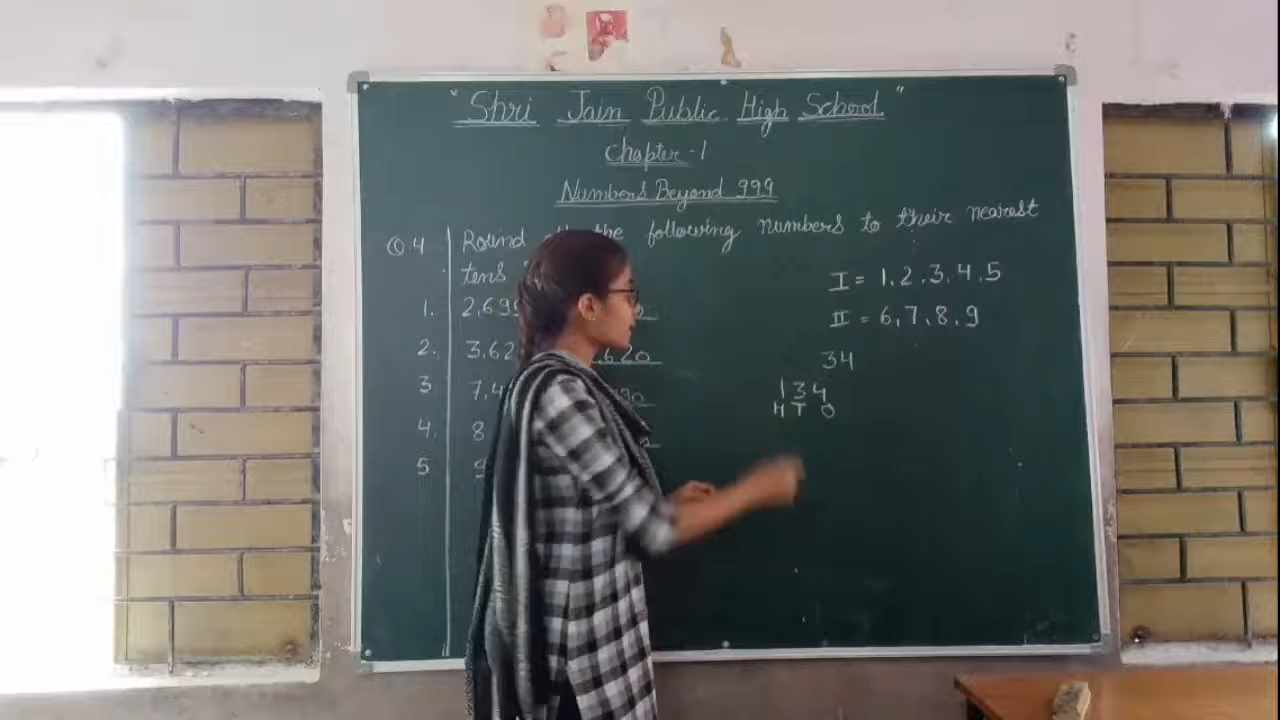 "Shri Jain Public High School"
Chapter-1
Numbers Beyond 999
Q.4 Round the following numbers to their nearest
tens
1. 2,699
2. 3,62 ,620
3 7,4 90
4. 8
5 9
I = 1,2,3,4,5
II = 6,7,8,9
34
134
H T O